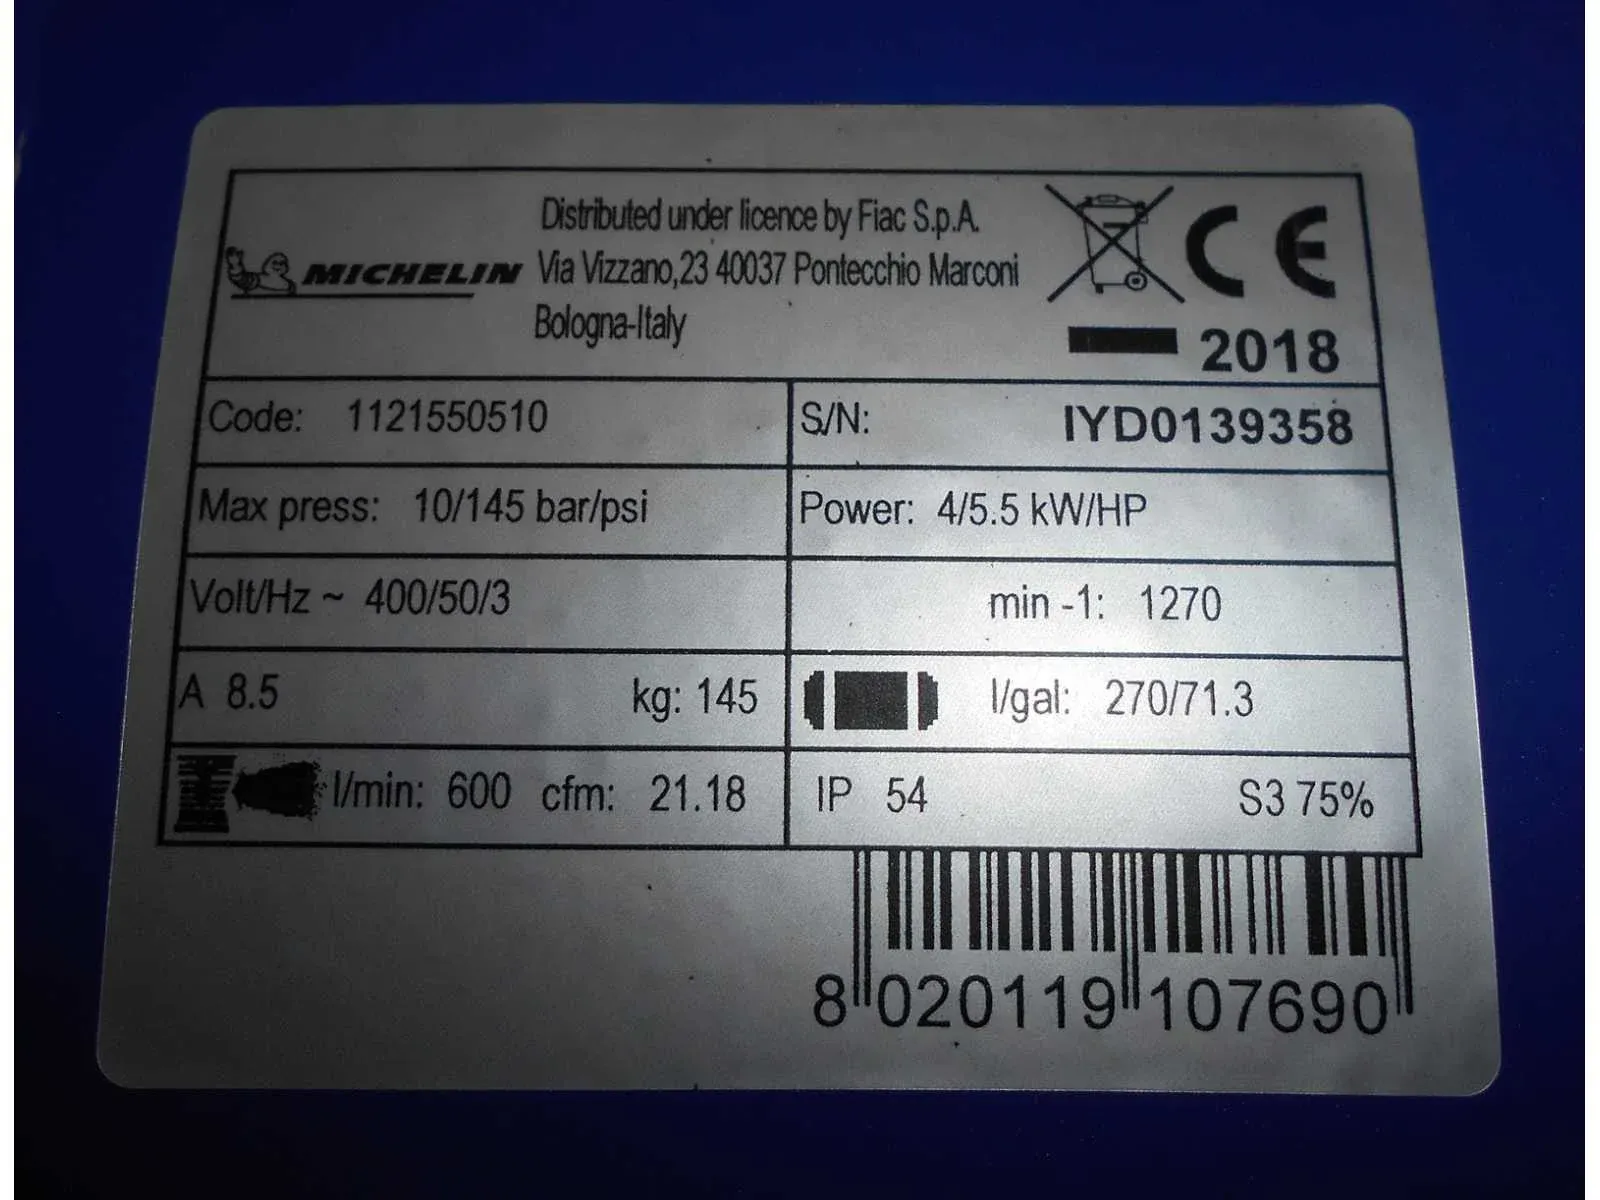 Distributed under licence by Fiac S.p.A.
MICHELIN Via Vizzano,23 40037 Pontecchio Marconi
Bologna-Italy
CE
2018
Code: 1121550510
S/N: IYD0139358
Max press: 10/145 bar/psi
Power: 4/5.5 kW/HP
Volt/Hz ~ 400/50/3
min -1: 1270
A 8.5 kg: 145
l/gal: 270/71.3
l/min: 600 cfm: 21.18
IP 54 S3 75%
8 020119 107690